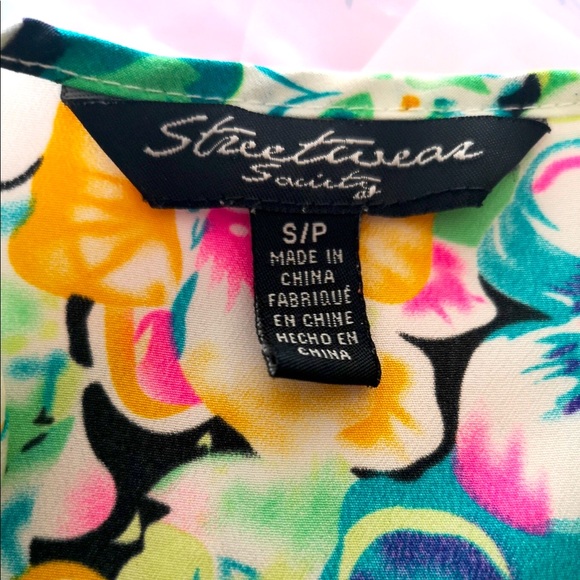 Streetwear
Society
S/P
MADE IN
CHINA
FABRIQUÉ
EN CHINE
HECHO EN
CHINA